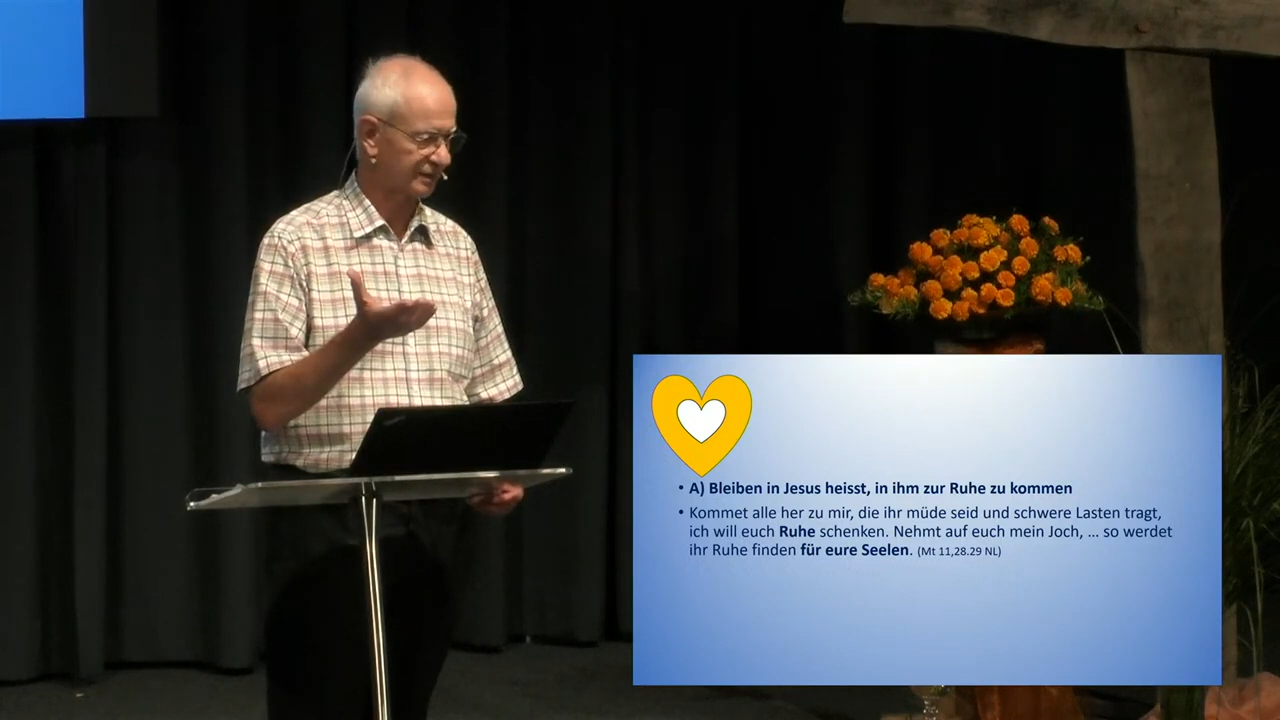 • A) Bleiben in Jesus heisst, in ihm zur Ruhe zu kommen
• Kommet alle her zu mir, die ihr müde seid und schwere Lasten tragt,
ich will euch Ruhe schenken. Nehmt auf euch mein Joch, … so werdet
ihr Ruhe finden für eure Seelen. (Mt 11,28.29 NL)